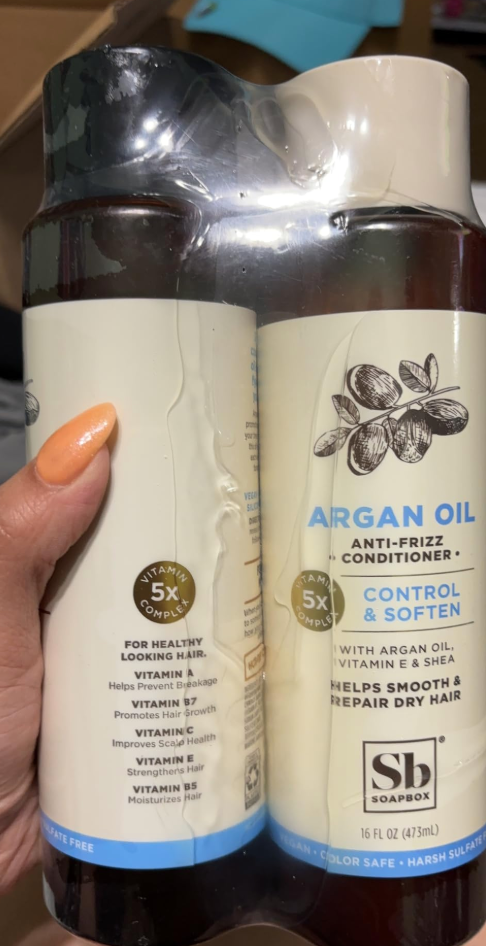 VITAMIN
5x
COMPLEX
FOR HEALTHY
LOOKING HAIR.
VITAMIN A
Helps Prevent Breakage
VITAMIN B7
Promotes Hair Growth
VITAMIN C
Improves Scalp Health
VITAMIN E
Strengthens Hair
VITAMIN B5
Moisturizes Hair
SULFATE FREE
ARGAN OIL
ANTI-FRIZZ
• CONDITIONER •
VITAMIN
5x
COMPLEX
CONTROL
& SOFTEN
WITH ARGAN OIL,
VITAMIN E & SHEA
HELPS SMOOTH &
REPAIR DRY HAIR
Sb®
SOAPBOX
16 FL OZ (473mL)
VEGAN • COLOR SAFE • HARSH SULFATE